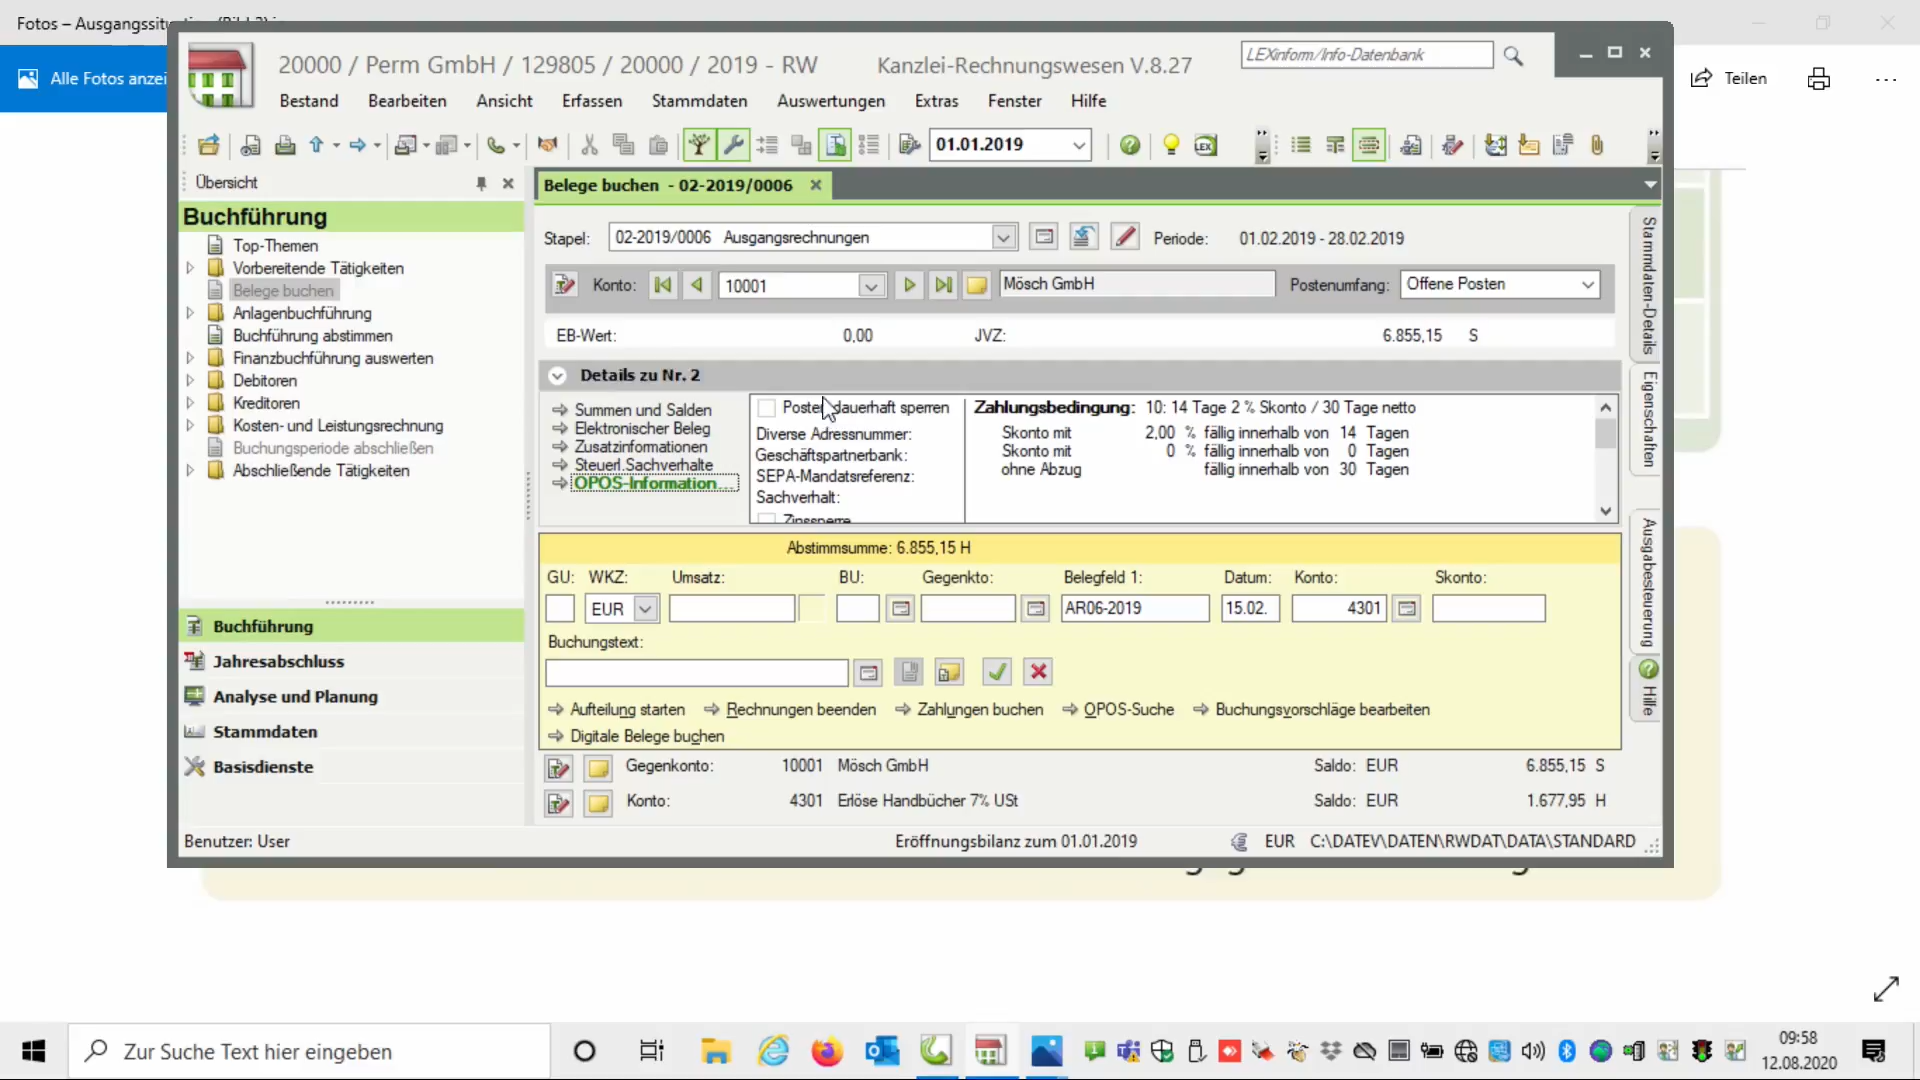 Fotos – Ausgangssitu
Alle Fotos anzei
Teilen
20000 / Perm GmbH / 129805 / 20000 / 2019 - RW
Kanzlei-Rechnungswesen V.8.27
LEXinform/Info-Datenbank
Bestand Bearbeiten Ansicht Erfassen Stammdaten Auswertungen Extras Fenster Hilfe
01.01.2019
LEX
Übersicht
Buchführung
Top-Themen
Vorbereitende Tätigkeiten
Belege buchen
Anlagenbuchführung
Buchführung abstimmen
Finanzbuchführung auswerten
Debitoren
Kreditoren
Kosten- und Leistungsrechnung
Buchungsperiode abschließen
Abschließende Tätigkeiten
Buchführung
Jahresabschluss
Analyse und Planung
Stammdaten
Basisdienste
Belege buchen - 02-2019/0006
Stapel: 02-2019/0006 Ausgangsrechnungen Periode: 01.02.2019 - 28.02.2019
Konto: 10001 Mösch GmbH Postenumfang: Offene Posten
EB-Wert: 0,00 JVZ: 6.855,15 S
Details zu Nr. 2
Summen und Salden
Elektronischer Beleg
Zusatzinformationen
Steuerl.Sachverhalte
OPOS-Information...
Posten dauerhaft sperren
Diverse Adressnummer:
Geschäftspartnerbank:
SEPA-Mandatsreferenz:
Sachverhalt:
Zinssperre
Zahlungsbedingung: 10: 14 Tage 2 % Skonto / 30 Tage netto
Skonto mit 2,00 % fällig innerhalb von 14 Tagen
Skonto mit 0 % fällig innerhalb von 0 Tagen
ohne Abzug fällig innerhalb von 30 Tagen
Abstimmsumme: 6.855,15 H
GU: WKZ: Umsatz: BU: Gegenkto: Belegfeld 1: Datum: Konto: Skonto:
EUR AR06-2019 15.02. 4301
Buchungstext:
Aufteilung starten Rechnungen beenden Zahlungen buchen OPOS-Suche Buchungsvorschläge bearbeiten
Digitale Belege buchen
Gegenkonto: 10001 Mösch GmbH Saldo: EUR 6.855,15 S
Konto: 4301 Erlöse Handbücher 7% USt Saldo: EUR 1.677,95 H
Stammdaten-Details
Eigenschaften
Ausgabesteuerung
Hilfe
Benutzer: User
Eröffnungsbilanz zum 01.01.2019
EUR C:\DATEV\DATEN\RWDAT\DATA\STANDARD
Zur Suche Text hier eingeben
09:58
12.08.2020